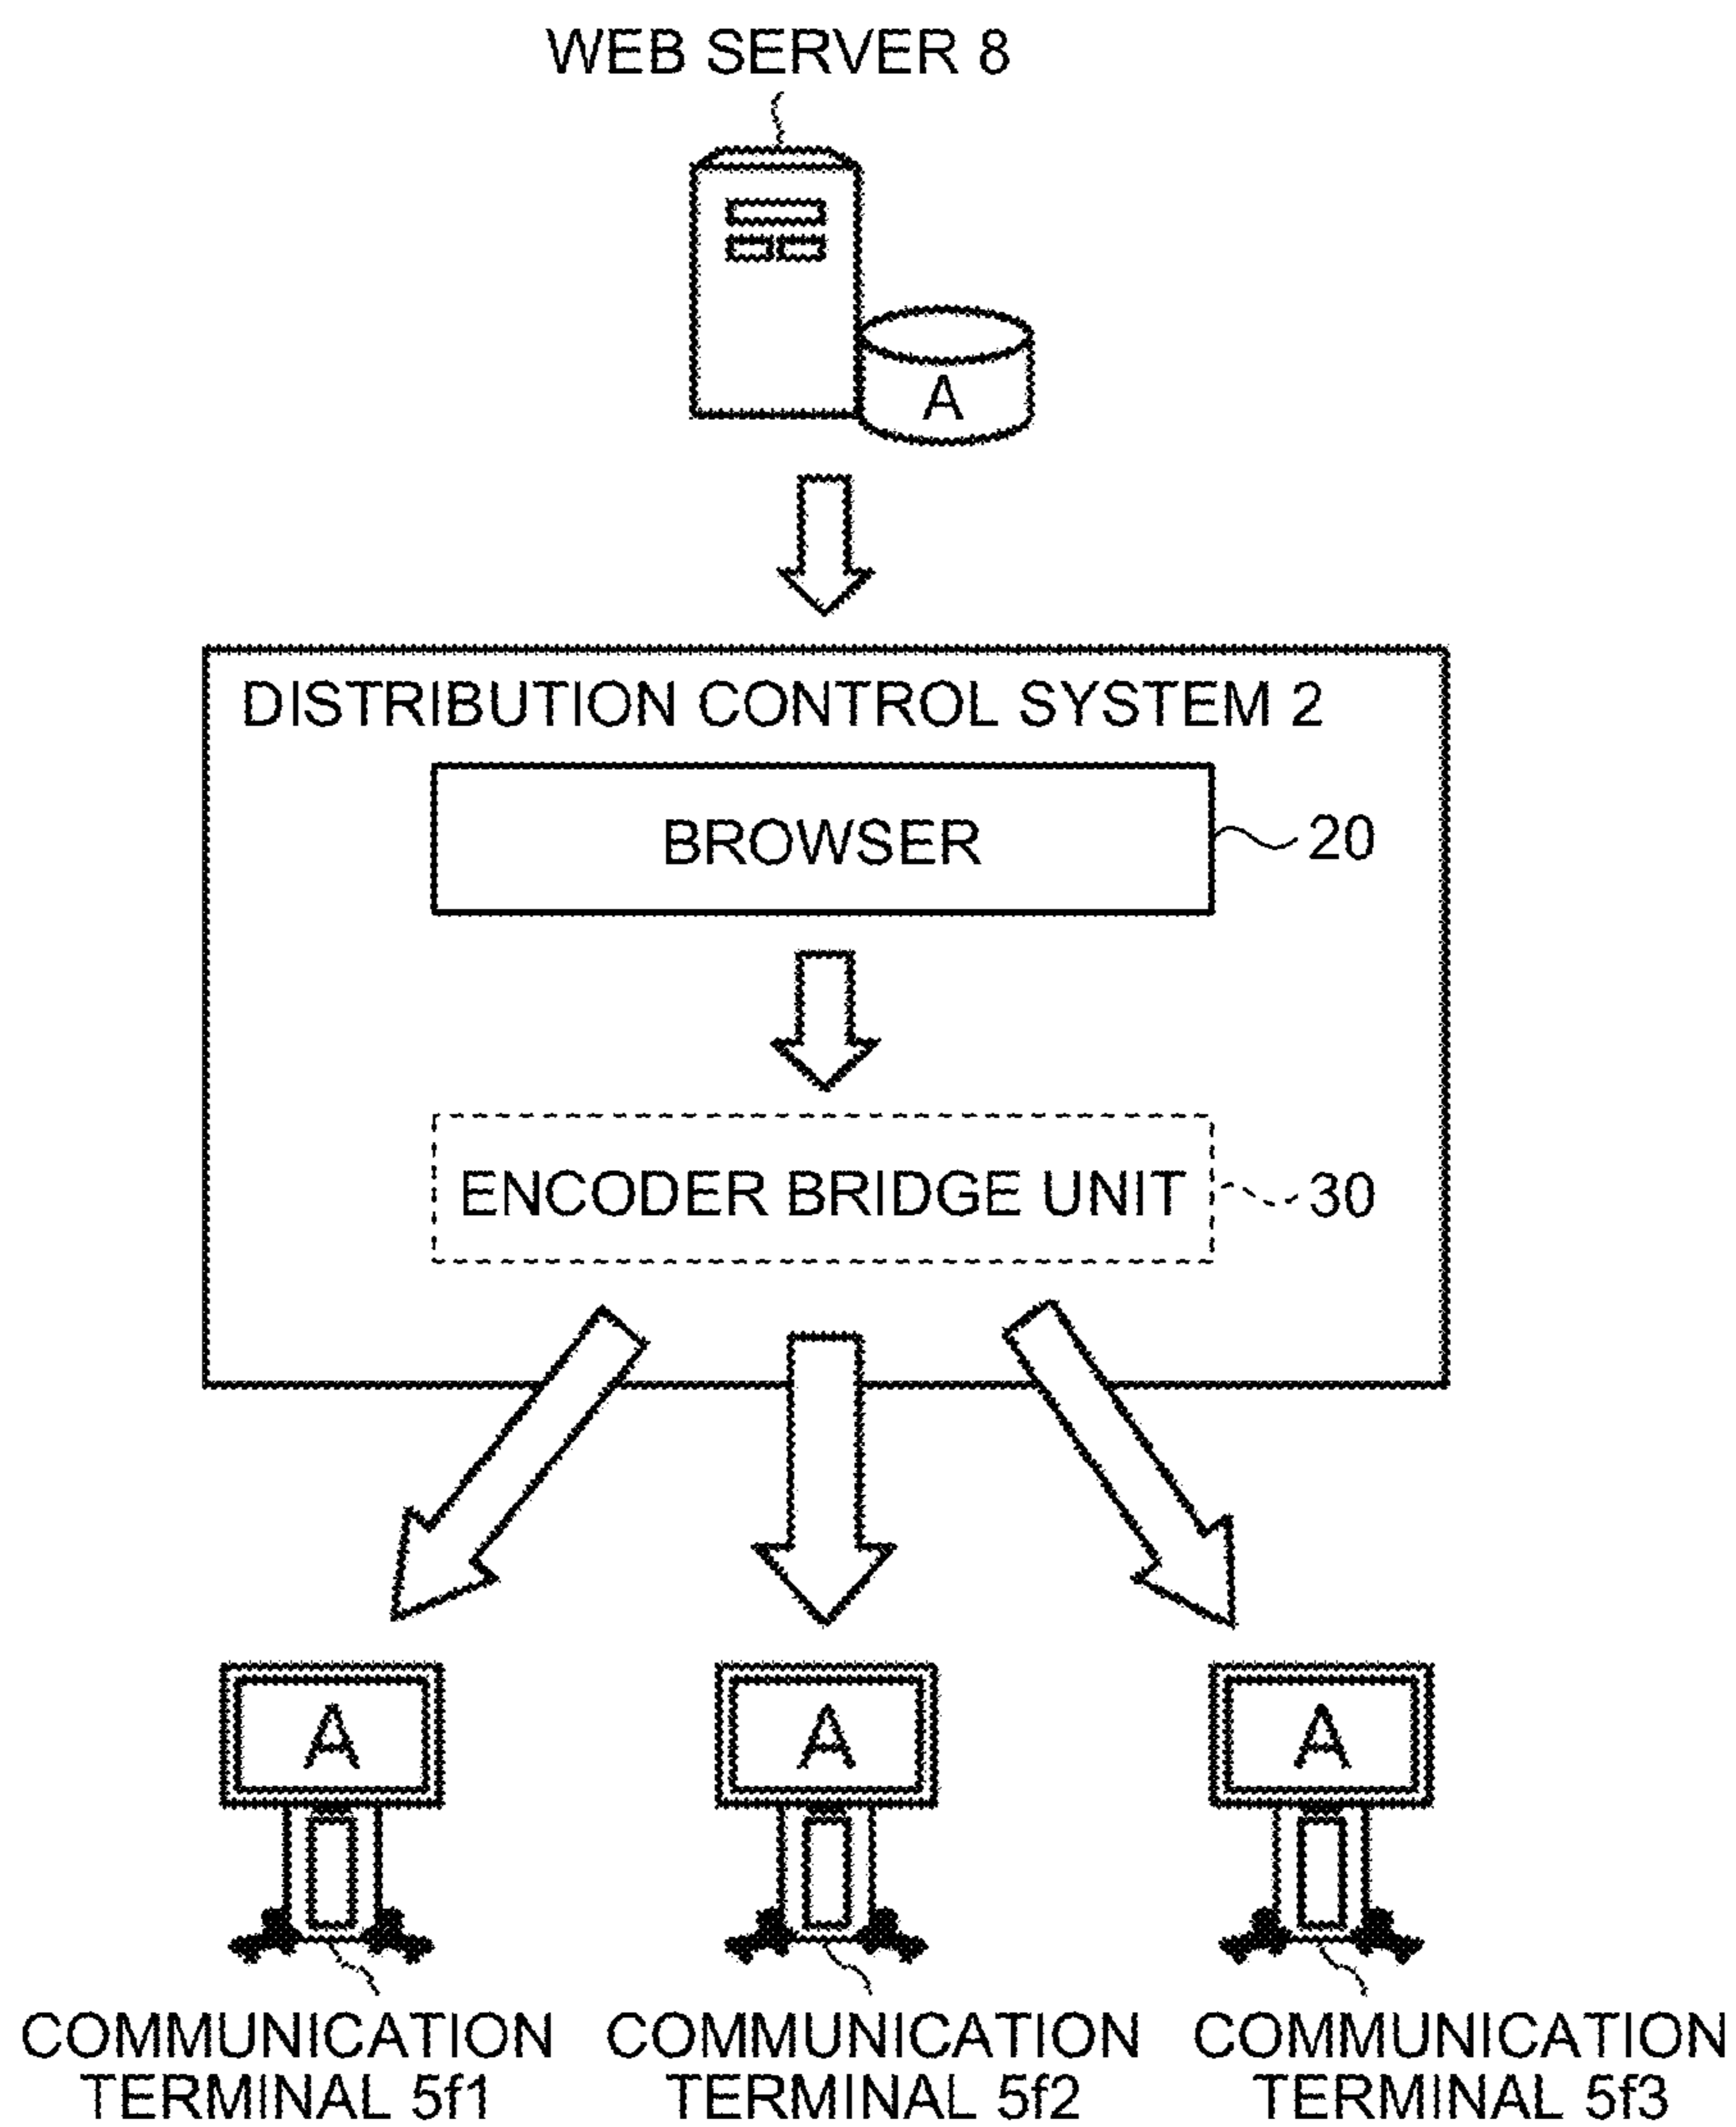 WEB SERVER 8
A
DISTRIBUTION CONTROL SYSTEM 2
BROWSER
20
ENCODER BRIDGE UNIT
30
A
A
A
COMMUNICATION
TERMINAL 5f1
COMMUNICATION
TERMINAL 5f2
COMMUNICATION
TERMINAL 5f3